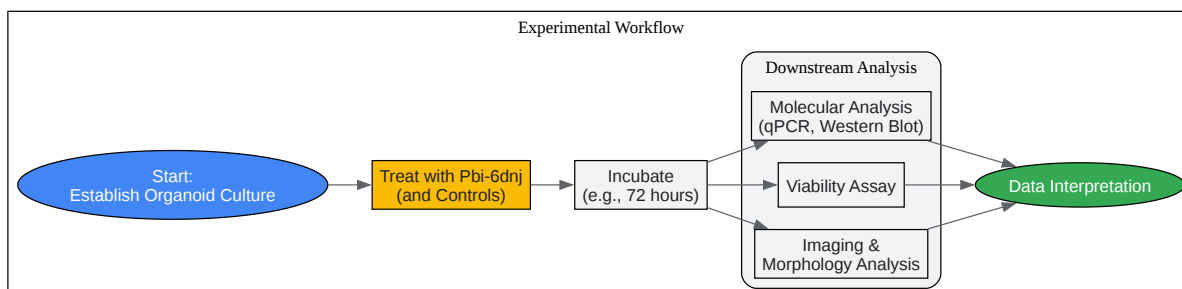 Experimental Workflow
Start:
Establish Organoid Culture
Treat with Pbi-6dnj
(and Controls)
Incubate
(e.g., 72 hours)
Downstream Analysis
Molecular Analysis
(qPCR, Western Blot)
Viability Assay
Imaging &
Morphology Analysis
Data Interpretation